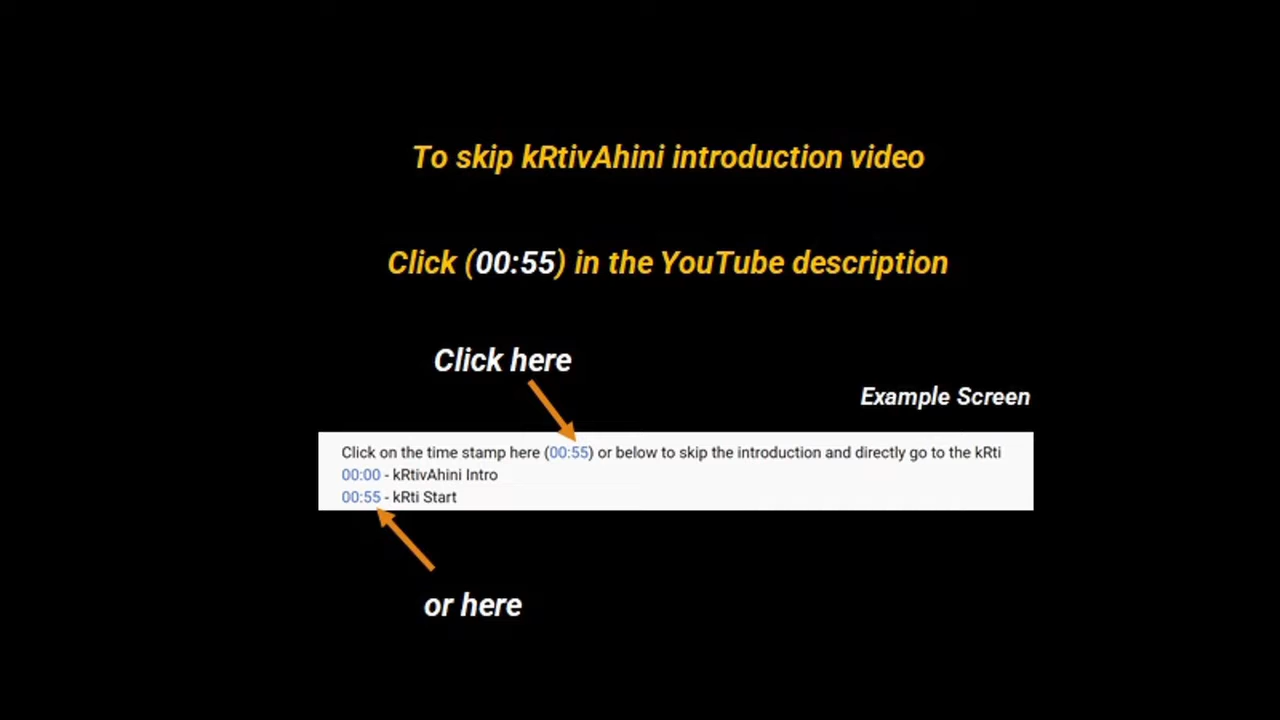 To skip kRtivAhini introduction video
Click (00:55) in the YouTube description
Click here
Example Screen
Click on the time stamp here (00:55) or below to skip the introduction and directly go to the kRti
00:00 - kRtivAhini Intro
00:55 - kRti Start
or here